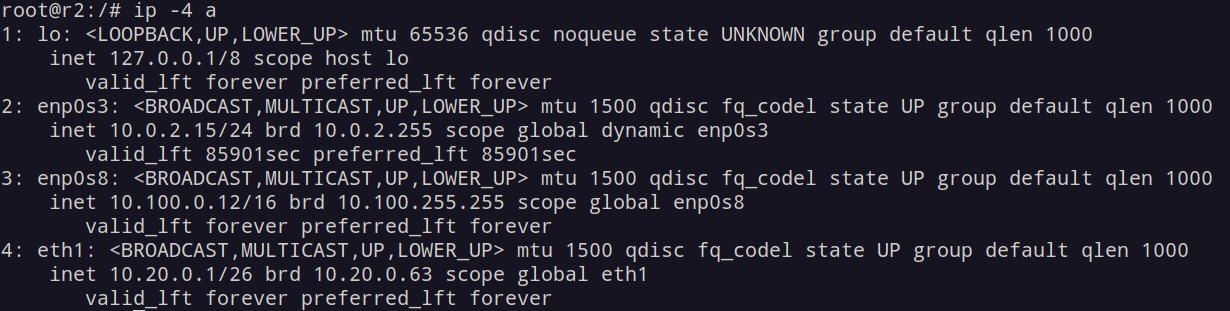 root@r2:/# ip -4 a
1: lo: <LOOPBACK,UP,LOWER_UP> mtu 65536 qdisc noqueue state UNKNOWN group default qlen 1000
    inet 127.0.0.1/8 scope host lo
       valid_lft forever preferred_lft forever
2: enp0s3: <BROADCAST,MULTICAST,UP,LOWER_UP> mtu 1500 qdisc fq_codel state UP group default qlen 1000
    inet 10.0.2.15/24 brd 10.0.2.255 scope global dynamic enp0s3
       valid_lft 85901sec preferred_lft 85901sec
3: enp0s8: <BROADCAST,MULTICAST,UP,LOWER_UP> mtu 1500 qdisc fq_codel state UP group default qlen 1000
    inet 10.100.0.12/16 brd 10.100.255.255 scope global enp0s8
       valid_lft forever preferred_lft forever
4: eth1: <BROADCAST,MULTICAST,UP,LOWER_UP> mtu 1500 qdisc fq_codel state UP group default qlen 1000
    inet 10.20.0.1/26 brd 10.20.0.63 scope global eth1
       valid_lft forever preferred_lft forever